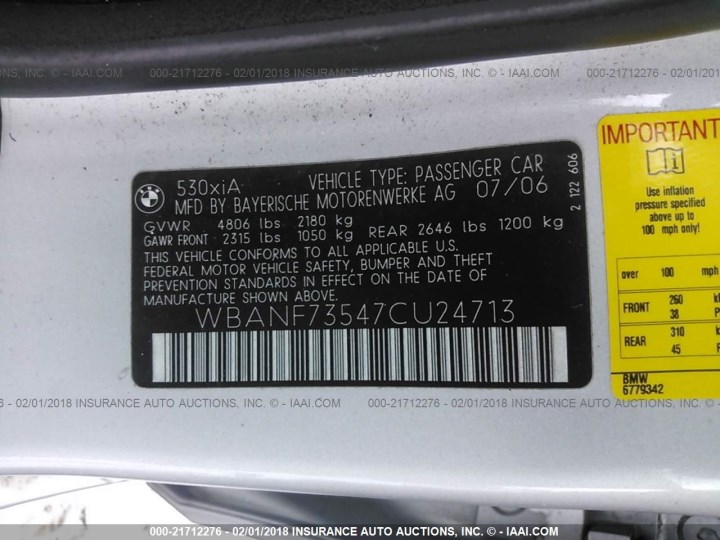 000-21712276 - 02/01/2018 INSURANCE AUTO AUCTIONS, INC. © - IAAI.COM
530xiA VEHICLE TYPE: PASSENGER CAR
MFD BY BAYERISCHE MOTORENWERKE AG 07/06
GVWR 4806 lbs 2180 kg
GAWR FRONT 2315 lbs 1050 kg REAR 2646 lbs 1200 kg
THIS VEHICLE CONFORMS TO ALL APPLICABLE U.S.
FEDERAL MOTOR VEHICLE SAFETY, BUMPER AND THEFT
PREVENTION STANDARDS IN EFFECT ON THE DATE OF
MANUFACTURE SHOWN ABOVE.
WBANF73547CU24713
2 122 606
BMW
IMPORTANT
Use inflation
pressure specified
above if up to
100 mph only!
over 100 mph
FRONT 260
38
REAR 310
45
BMW
6779342
000-21712276 - 02/01/2018 INSURANCE AUTO AUCTIONS, INC. © - IAAI.COM
000-21712276 - 02/01/2018 INSURANCE AUTO AUCTIONS, INC. © - IAAI.COM